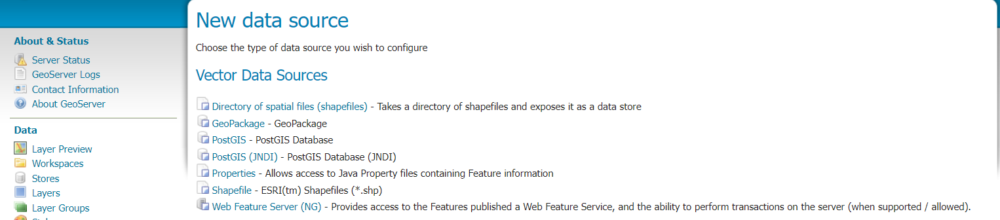 New data source
Choose the type of data source you wish to configure
Vector Data Sources
Directory of spatial files (shapefiles) - Takes a directory of shapefiles and exposes it as a data store
GeoPackage - GeoPackage
PostGIS - PostGIS Database
PostGIS (JNDI) - PostGIS Database (JNDI)
Properties - Allows access to Java Property files containing Feature information
Shapefile - ESRI(tm) Shapefiles (*.shp)
Web Feature Server (NG) - Provides access to the Features published a Web Feature Service, and the ability to perform transactions on the server (when supported / allowed).
About & Status
Server Status
GeoServer Logs
Contact Information
About GeoServer
Data
Layer Preview
Workspaces
Stores
Layers
Layer Groups